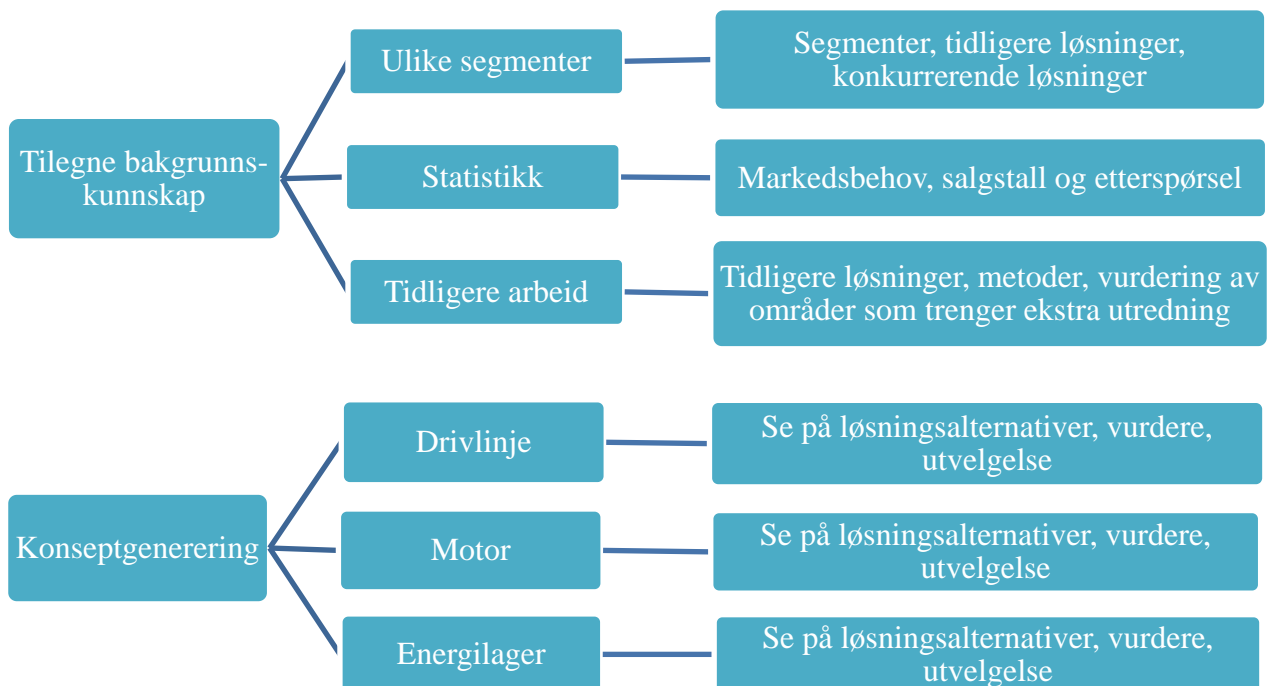 Ulike segmenter
Segmenter, tidligere løsninger,
konkurrerende løsninger
Tilegne bakgrunns-
kunnskap
Statistikk
Markedsbehov, salgstall og etterspørsel
Tidligere arbeid
Tidligere løsninger, metoder, vurdering av
områder som trenger ekstra utredning
Drivlinje
Se på løsningsalternativer, vurdere,
utvelgelse
Konseptgenerering
Motor
Se på løsningsalternativer, vurdere,
utvelgelse
Energilager
Se på løsningsalternativer, vurdere,
utvelgelse